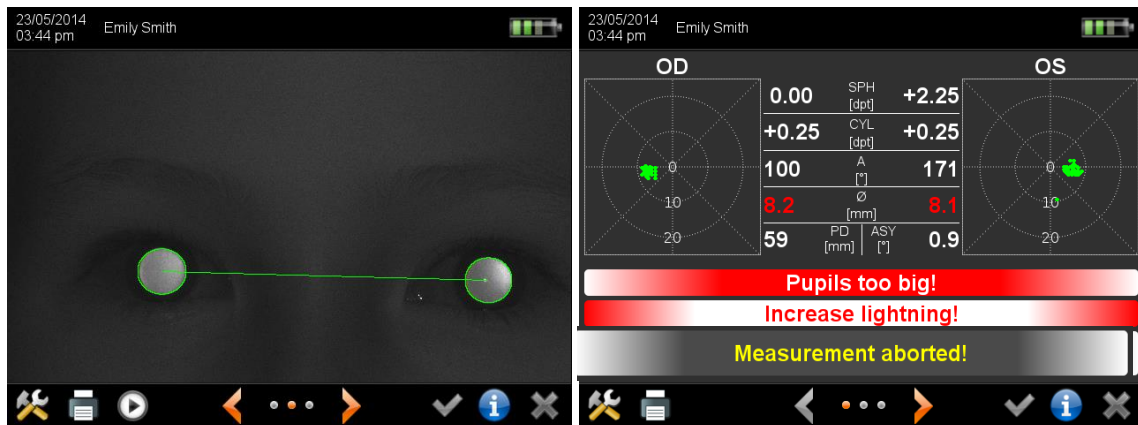 23/05/2014
03:44 pm
Emily Smith
23/05/2014
03:44 pm
Emily Smith
OD
OS
0
10
20
0.00 SPH [dpt] +2.25
+0.25 CYL [dpt] +0.25
100 A [°] 171
8.2 Ø [mm] 8.1
59 PD [mm] ASY [°] 0.9
0
10
20
Pupils too big!
Increase lightning!
Measurement aborted!
i
i